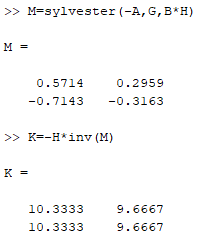 >> M=sylvester(-A,G,B*H)
M =
0.5714 0.2959
-0.7143 -0.3163
>> K=-H*inv(M)
K =
10.3333 9.6667
10.3333 9.6667